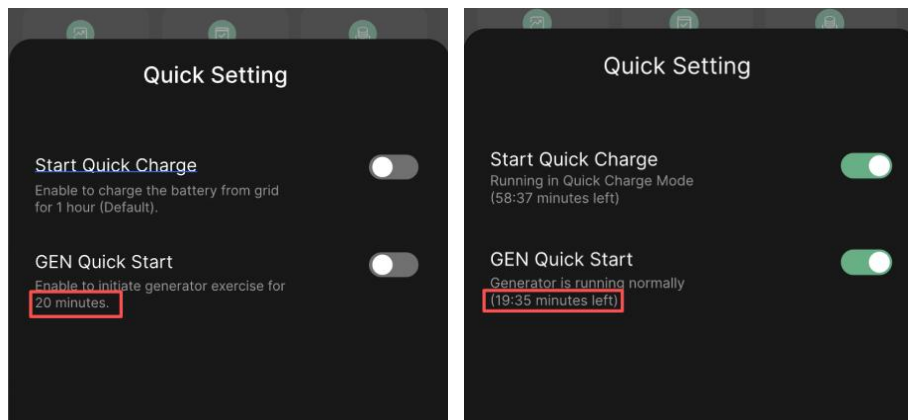 Quick Setting
Start Quick Charge
Enable to charge the battery from grid
for 1 hour (Default).
GEN Quick Start
Enable to initiate generator exercise for
20 minutes.
Quick Setting
Start Quick Charge
Running in Quick Charge Mode
(58:37 minutes left)
GEN Quick Start
Generator is running normally
(19:35 minutes left)